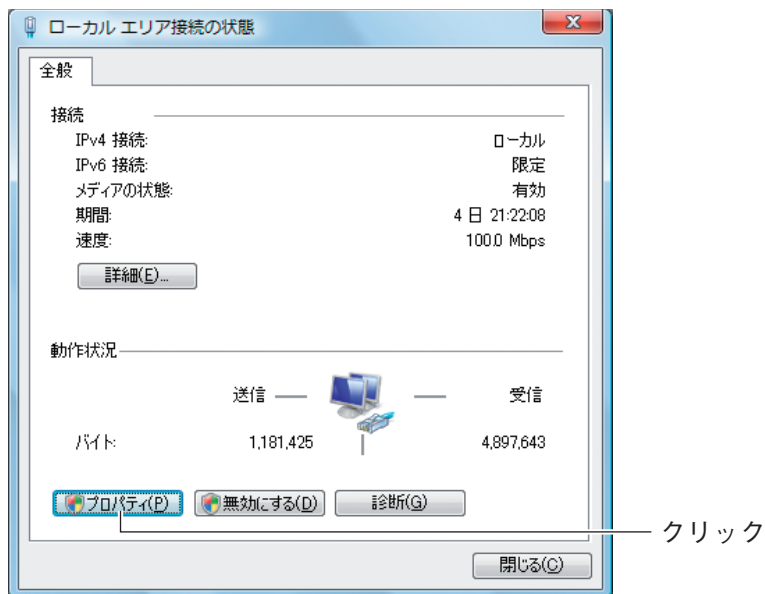 ローカル エリア接続の状態
全般
接続
IPv4 接続: ローカル
IPv6 接続: 限定
メディアの状態: 有効
期間: 4 日 21:22:08
速度: 100.0 Mbps
詳細(E)...
動作状況
送信 受信
バイト: 1,181,425 4,897,643
プロパティ(P) 無効にする(D) 診断(G)
クリック
閉じる(C)